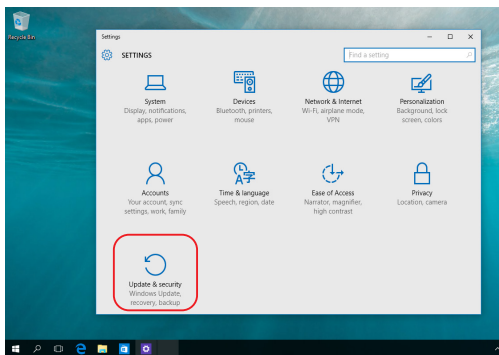 Recycle Bin
Settings
SETTINGS
Find a setting
System
Display, notifications,
apps, power
Devices
Bluetooth, printers,
mouse
Network & Internet
Wi-Fi, airplane mode,
VPN
Personalization
Background, lock
screen, colors
Accounts
Your account, sync
settings, work, family
Time & language
Speech, region, date
Ease of Access
Narrator, magnifier,
high contrast
Privacy
Location, camera
Update & security
Windows Update,
recovery, backup